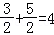 3/2 + 5/2 = 4